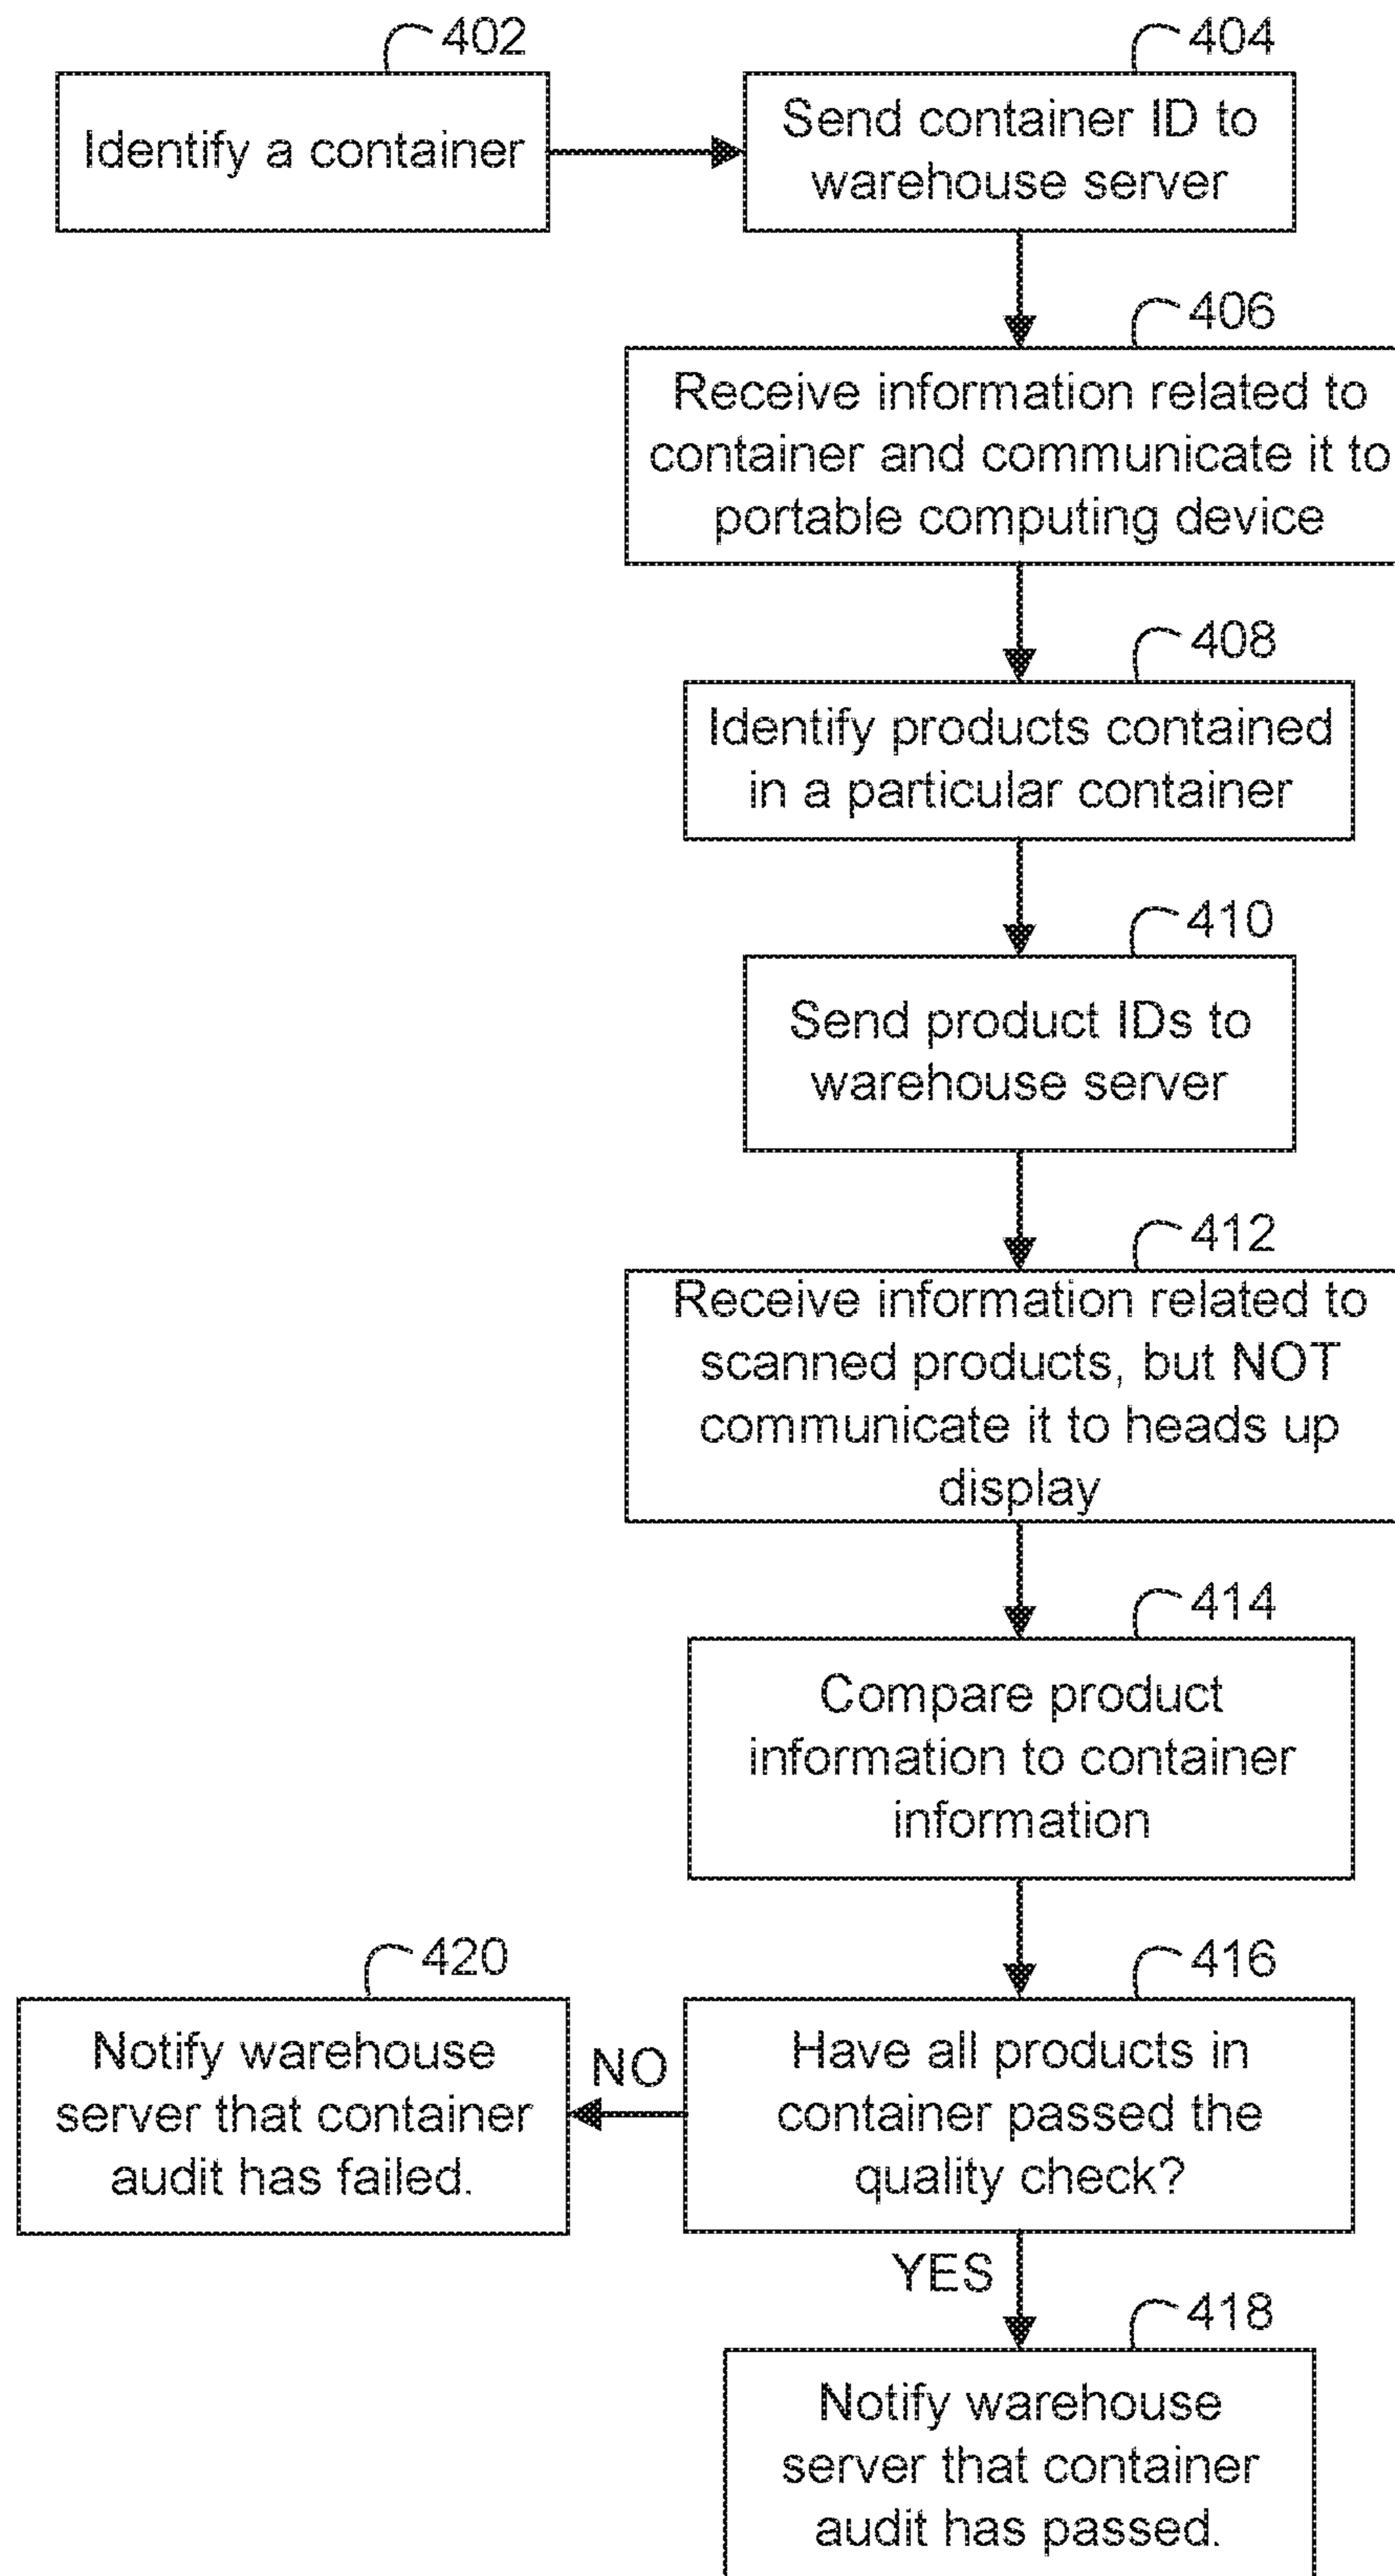 402
Identify a container
404
Send container ID to
warehouse server
406
Receive information related to
container and communicate it to
portable computing device
408
Identify products contained
in a particular container
410
Send product IDs to
warehouse server
412
Receive information related to
scanned products, but NOT
communicate it to heads up
display
414
Compare product
information to container
information
416
Have all products in
container passed the
quality check?
NO
420
Notify warehouse
server that container
audit has failed.
YES
418
Notify warehouse
server that container
audit has passed.